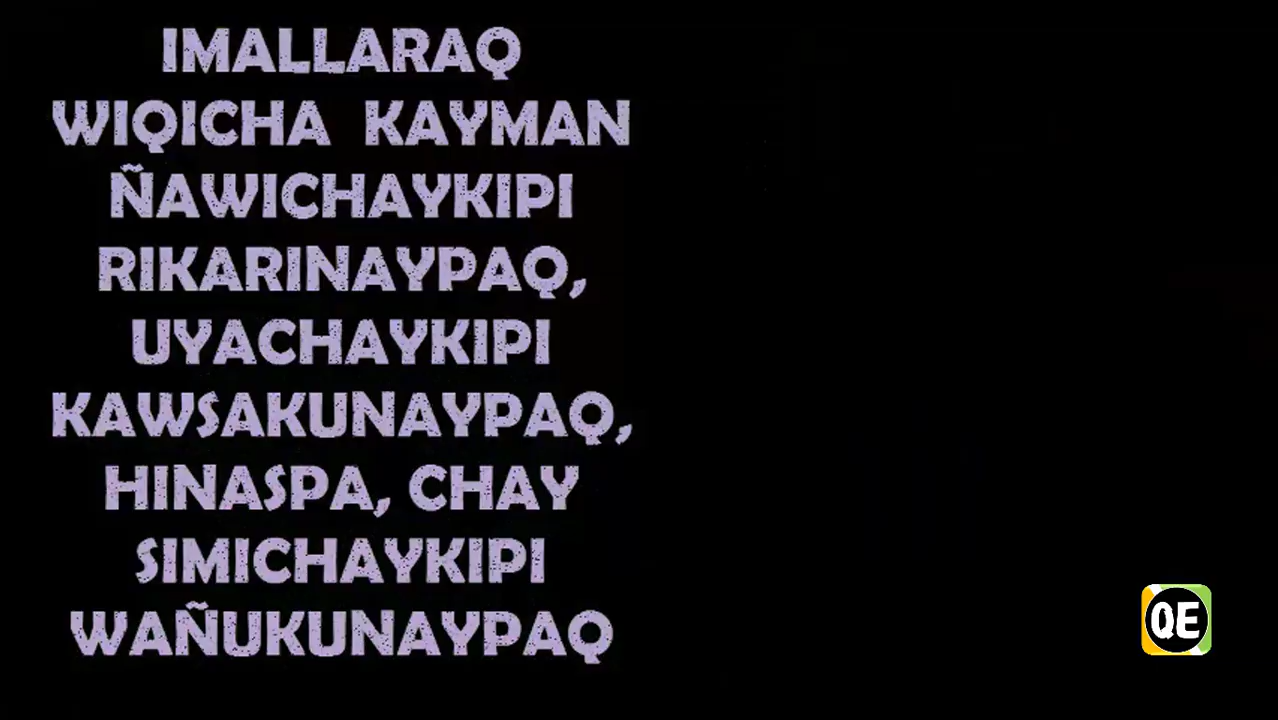 IMALLARAQ
WIQICHA KAYMAN
ÑAWICHAYKIPI
RIKARINAYPAQ,
UYACHAYKIPI
KAWSAKUNAYPAQ,
HINASPA, CHAY
SIMICHAYKIPI
WAÑUKUNAYPAQ
QE